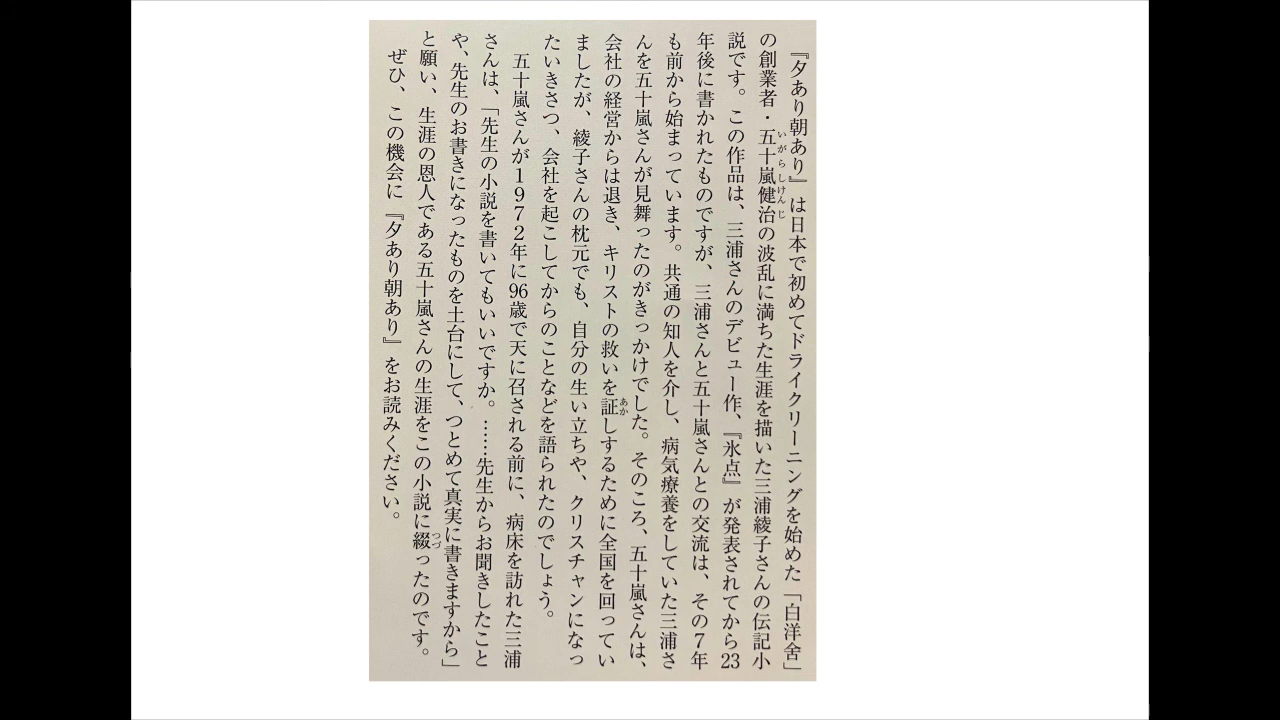 『夕あり朝あり』は日本で初めてドライクリーニングを始めた「白洋舍」
の創業者・五十嵐健治の波乱に満ちた生涯を描いた三浦綾子さんの伝記小
いがらしけんじ
説です。この作品は、三浦さんのデビュー作、『氷点』が発表されてから23
年後に書かれたものですが、三浦さんと五十嵐さんとの交流は、その7年
も前から始まっています。共通の知人を介し、病気療養をしていた三浦さ
んを五十嵐さんが見舞ったのがきっかけでした。そのころ、五十嵐さんは、
会社の経営からは退き、キリストの救いを証しするために全国を回ってい
あか
ましたが、綾子さんの枕元でも、自分の生い立ちや、クリスチャンになっ
たいきさつ、会社を起こしてからのことなどを語られたのでしょう。
五十嵐さんが1972年に96歳で天に召される前に、病床を訪れた三浦
さんは、「先生の小説を書いてもいいですか。……先生からお聞きしたこと
や、先生のお書きになったものを土台にして、つとめて真実に書きますから」
と願い、生涯の恩人である五十嵐さんの生涯をこの小説に綴ったのです。
つづ
ぜひ、この機会に『夕あり朝あり』をお読みください。